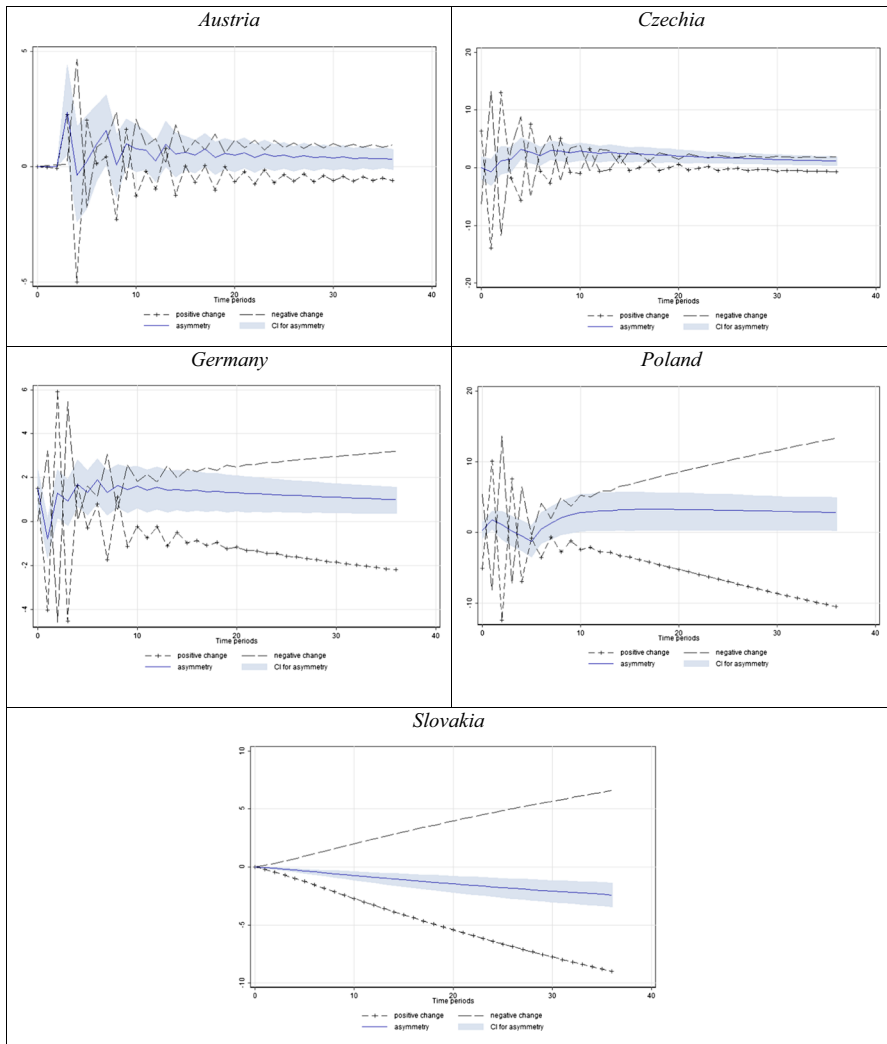 Austria
5
0
-5
0
10
20
30
40
Time periods
positive change
negative change
asymmetry
CI for asymmetry
Czechia
20
10
0
-10
-20
0
10
20
30
40
Time periods
positive change
negative change
asymmetry
CI for asymmetry
Germany
6
4
2
0
-2
-4
0
10
20
30
40
Time periods
positive change
negative change
asymmetry
CI for asymmetry
Poland
20
10
0
-10
0
10
20
30
40
Time periods
positive change
negative change
asymmetry
CI for asymmetry
Slovakia
10
5
0
-5
-10
0
10
20
30
40
Time periods
positive change
negative change
asymmetry
CI for asymmetry